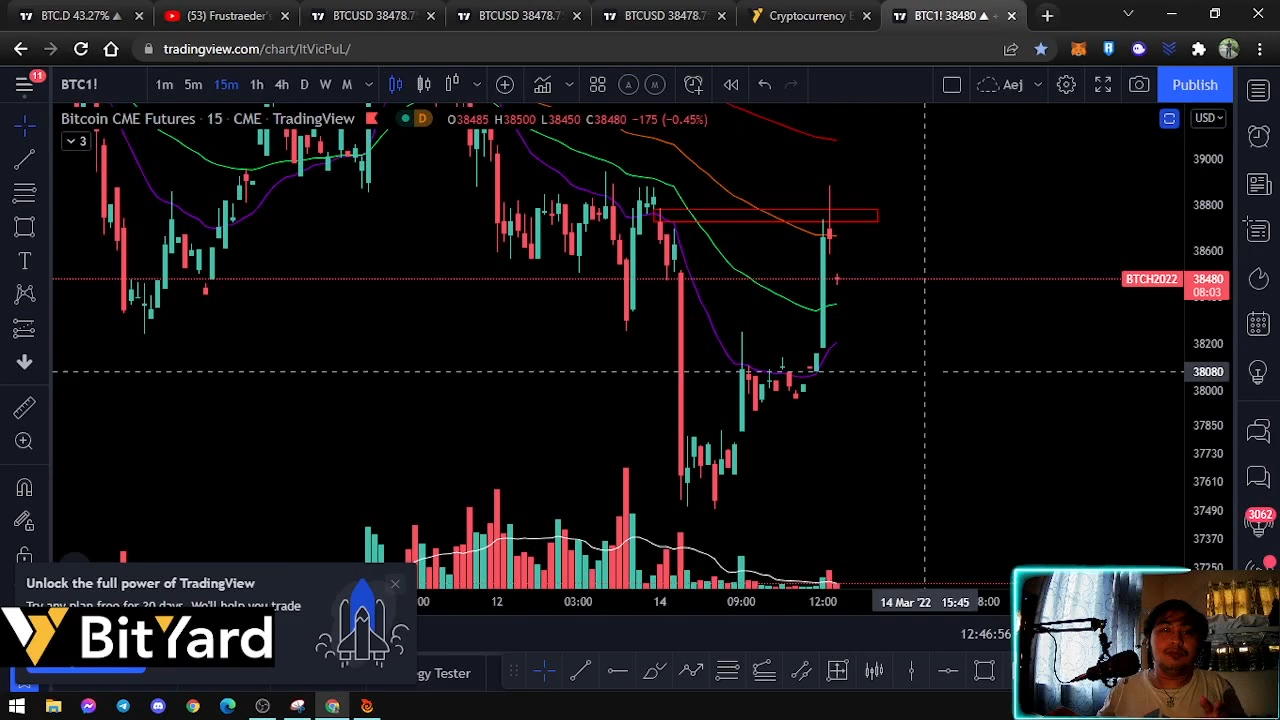 BTC.D 43.27% ▲
(53) Frustraeder's
BTCUSD 38478.7
BTCUSD 38478.7
BTCUSD 38478.7
Cryptocurrency E
BTC1! 38480 ▲
tradingview.com/chart/ItVicPuL/
11
BTC1!
1m 5m 15m 1h 4h D W M
A M
Aej
Publish
Bitcoin CME Futures · 15 · CME · TradingView
D
O38485 H38500 L38450 C38480 −175 (−0.45%)
3
USD
39000
38800
38600
BTCH2022
38480
08:03
38200
38080
38000
37850
37730
37610
37490
37370
37250
3062
12
03:00
14
09:00
12:00
14 Mar '22 15:45
8:00
Unlock the full power of TradingView
Try any plan free for 30 days. We'll help you trade
BitYard
12:46:56
gy Tester